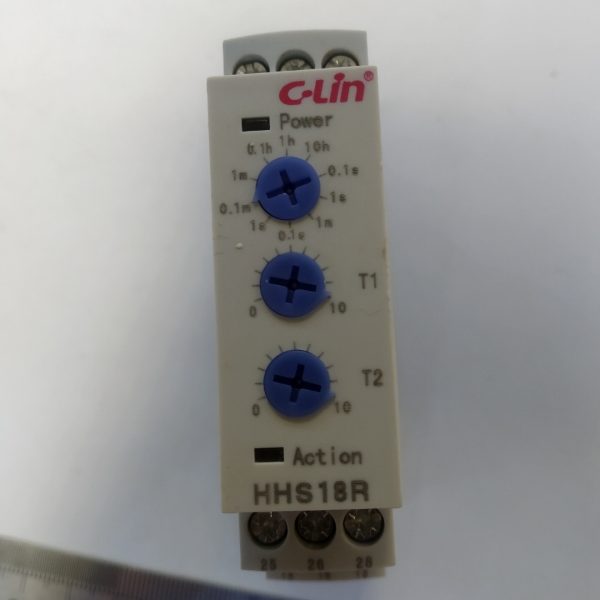 C-Lin®
Power
0.1h 1h 10h
1m 0.1s
0.1m 1s
1s 0.1s 1m
T1
0 10
T2
0 10
Action
HHS18R
25 26 28